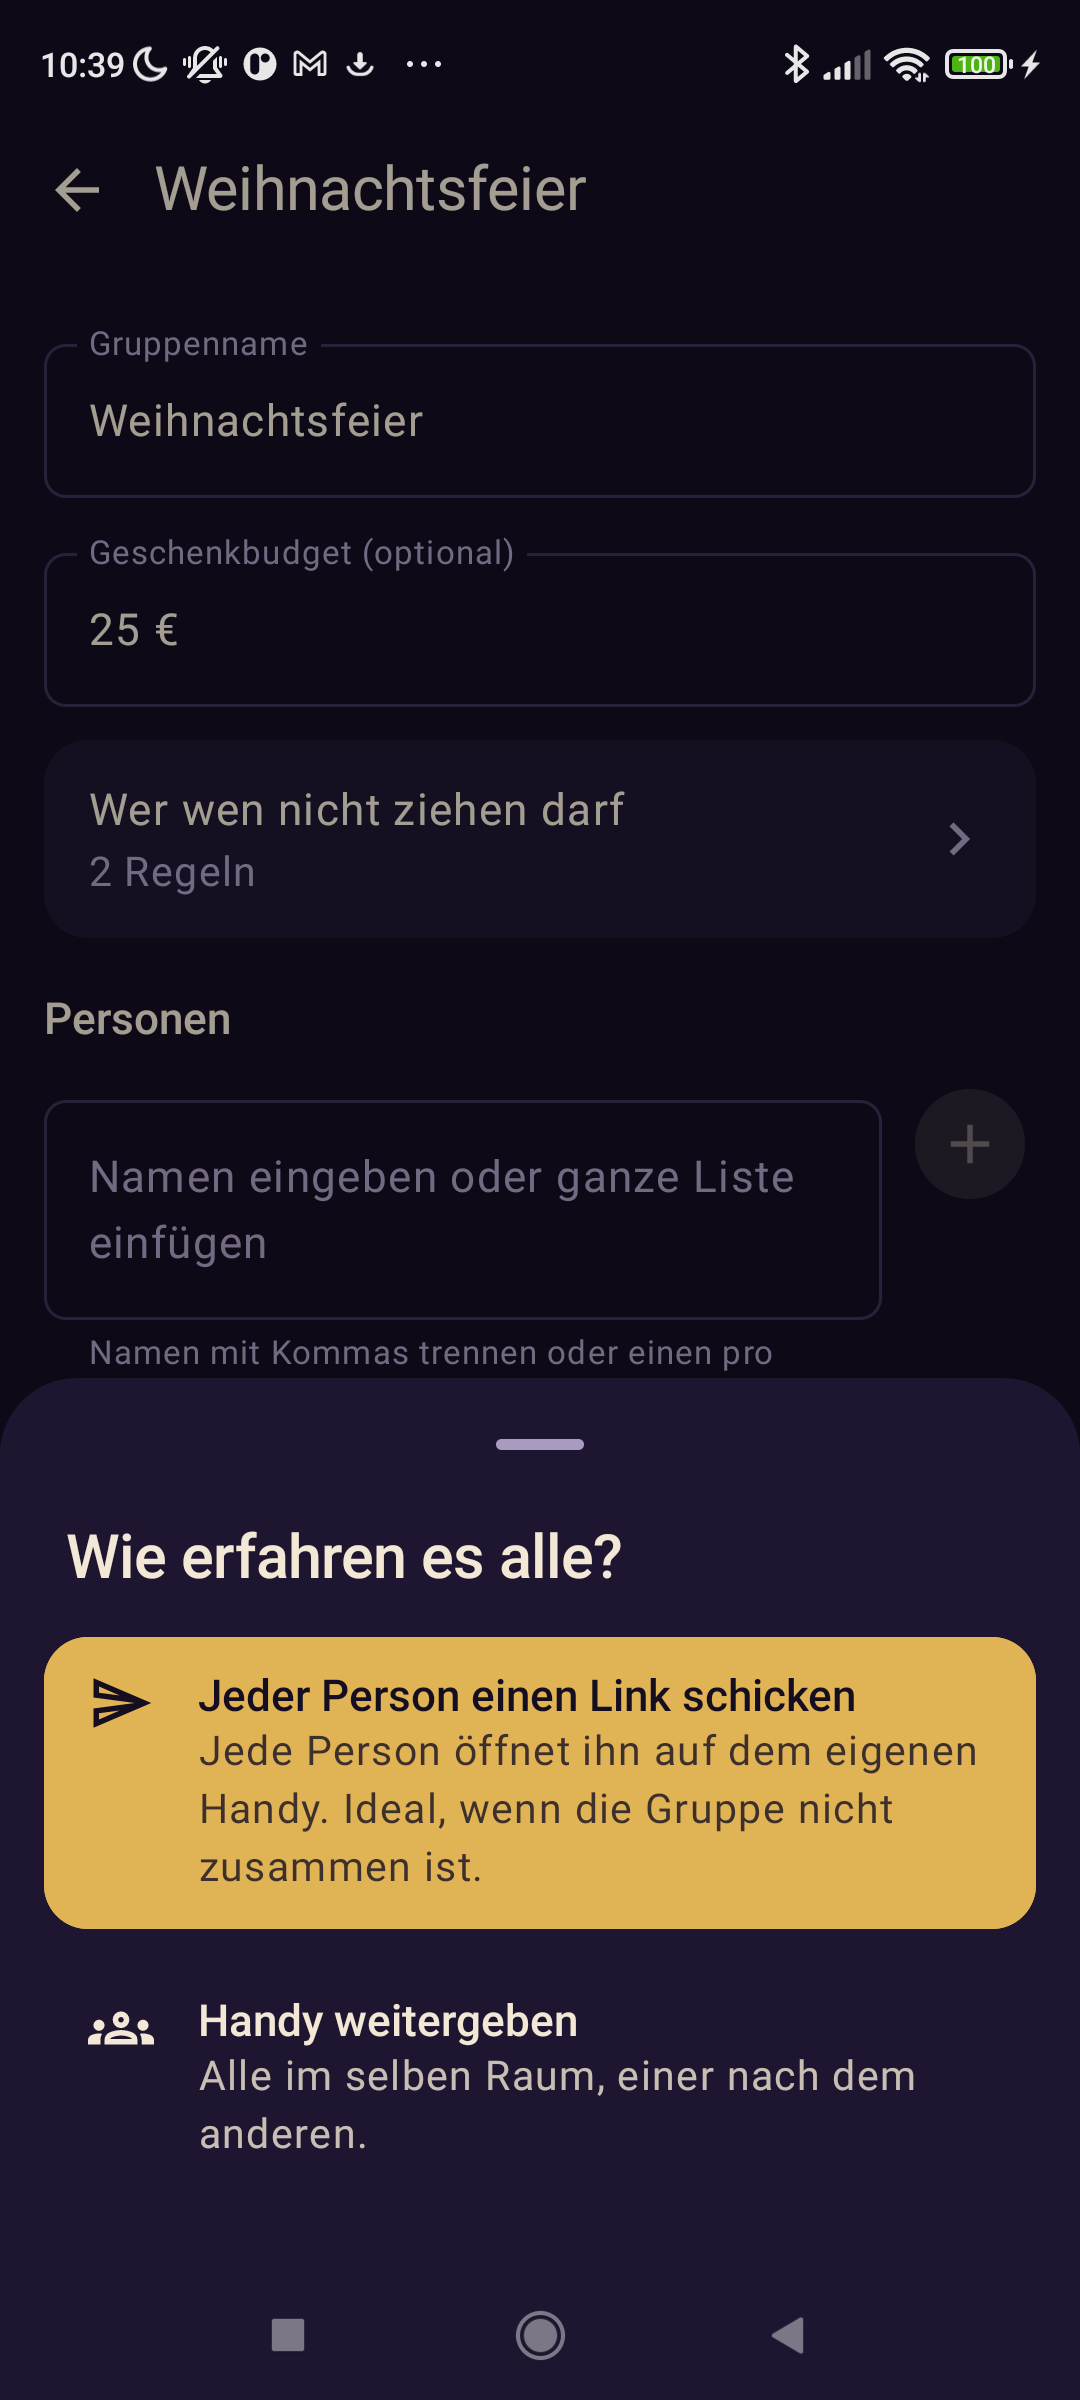 10:39
100
Weihnachtsfeier
Gruppenname
Weihnachtsfeier
Geschenkbudget (optional)
25 €
Wer wen nicht ziehen darf
2 Regeln
Personen
Namen eingeben oder ganze Liste
einfügen
Namen mit Kommas trennen oder einen pro
Wie erfahren es alle?
Jeder Person einen Link schicken
Jede Person öffnet ihn auf dem eigenen
Handy. Ideal, wenn die Gruppe nicht
zusammen ist.
Handy weitergeben
Alle im selben Raum, einer nach dem
anderen.